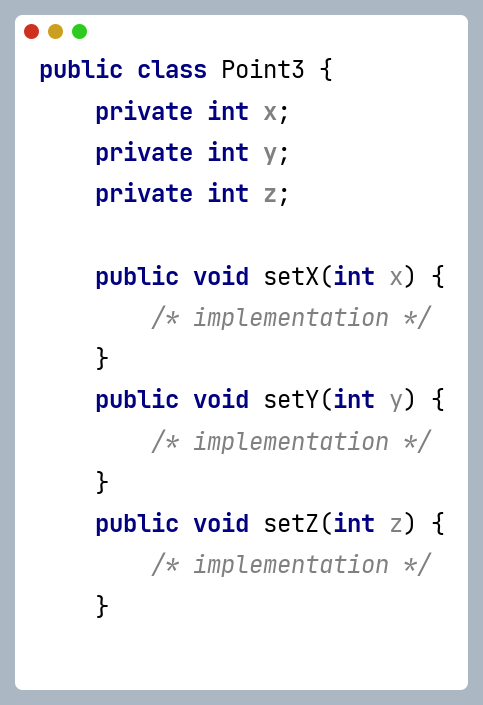 public class Point3 {
    private int x;
    private int y;
    private int z;

    public void setX(int x) {
        /* implementation */
    }
    public void setY(int y) {
        /* implementation */
    }
    public void setZ(int z) {
        /* implementation */
    }